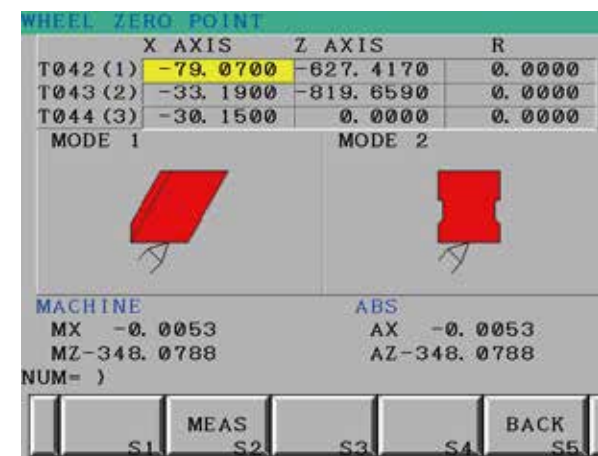 WHEEL ZERO POINT
X AXIS Z AXIS R
T042(1) -79.0700 -627.4170 0.0000
T043(2) -33.1900 -819.6590 0.0000
T044(3) -30.1500 0.0000 0.0000
MODE 1 MODE 2
MACHINE ABS
MX -0.0053 AX -0.0053
MZ-348.0788 AZ-348.0788
NUM= )
MEAS BACK
S1 S2 S3 S4 S5